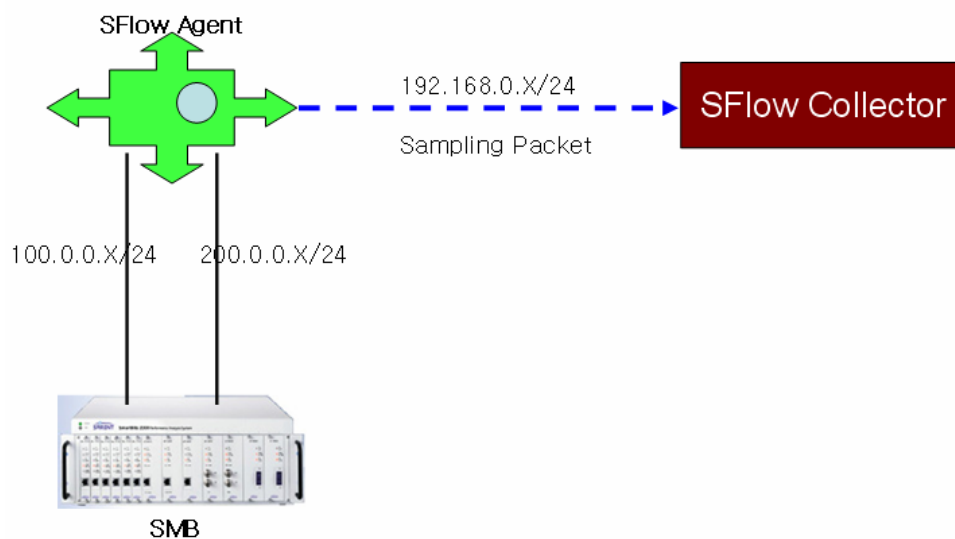 SFlow Agent
192.168.0.X/24
SFlow Collector
Sampling Packet
100.0.0.X/24
200.0.0.X/24
SPIRENT
SMB